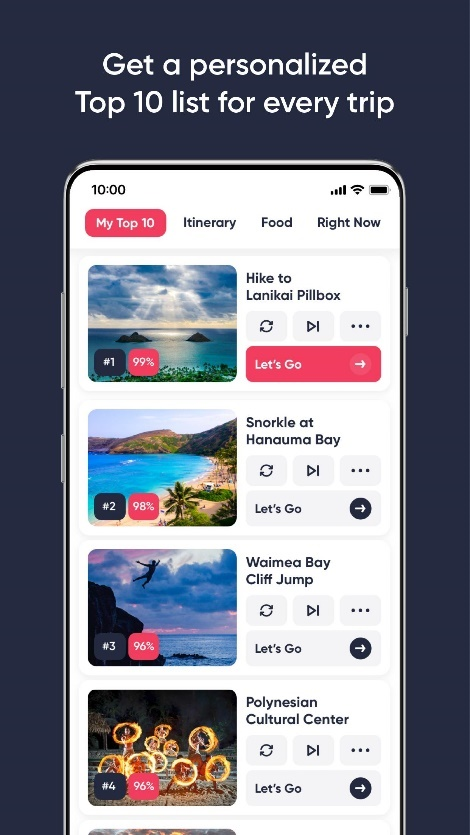 Get a personalized
Top 10 list for every trip
10:00
My Top 10 Itinerary Food Right Now
Hike to
Lanikai Pillbox
#1 99%
Let's Go
Snorkle at
Hanauma Bay
#2 98%
Let's Go
Waimea Bay
Cliff Jump
#3 96%
Let's Go
Polynesian
Cultural Center
#4 96%
Let's Go